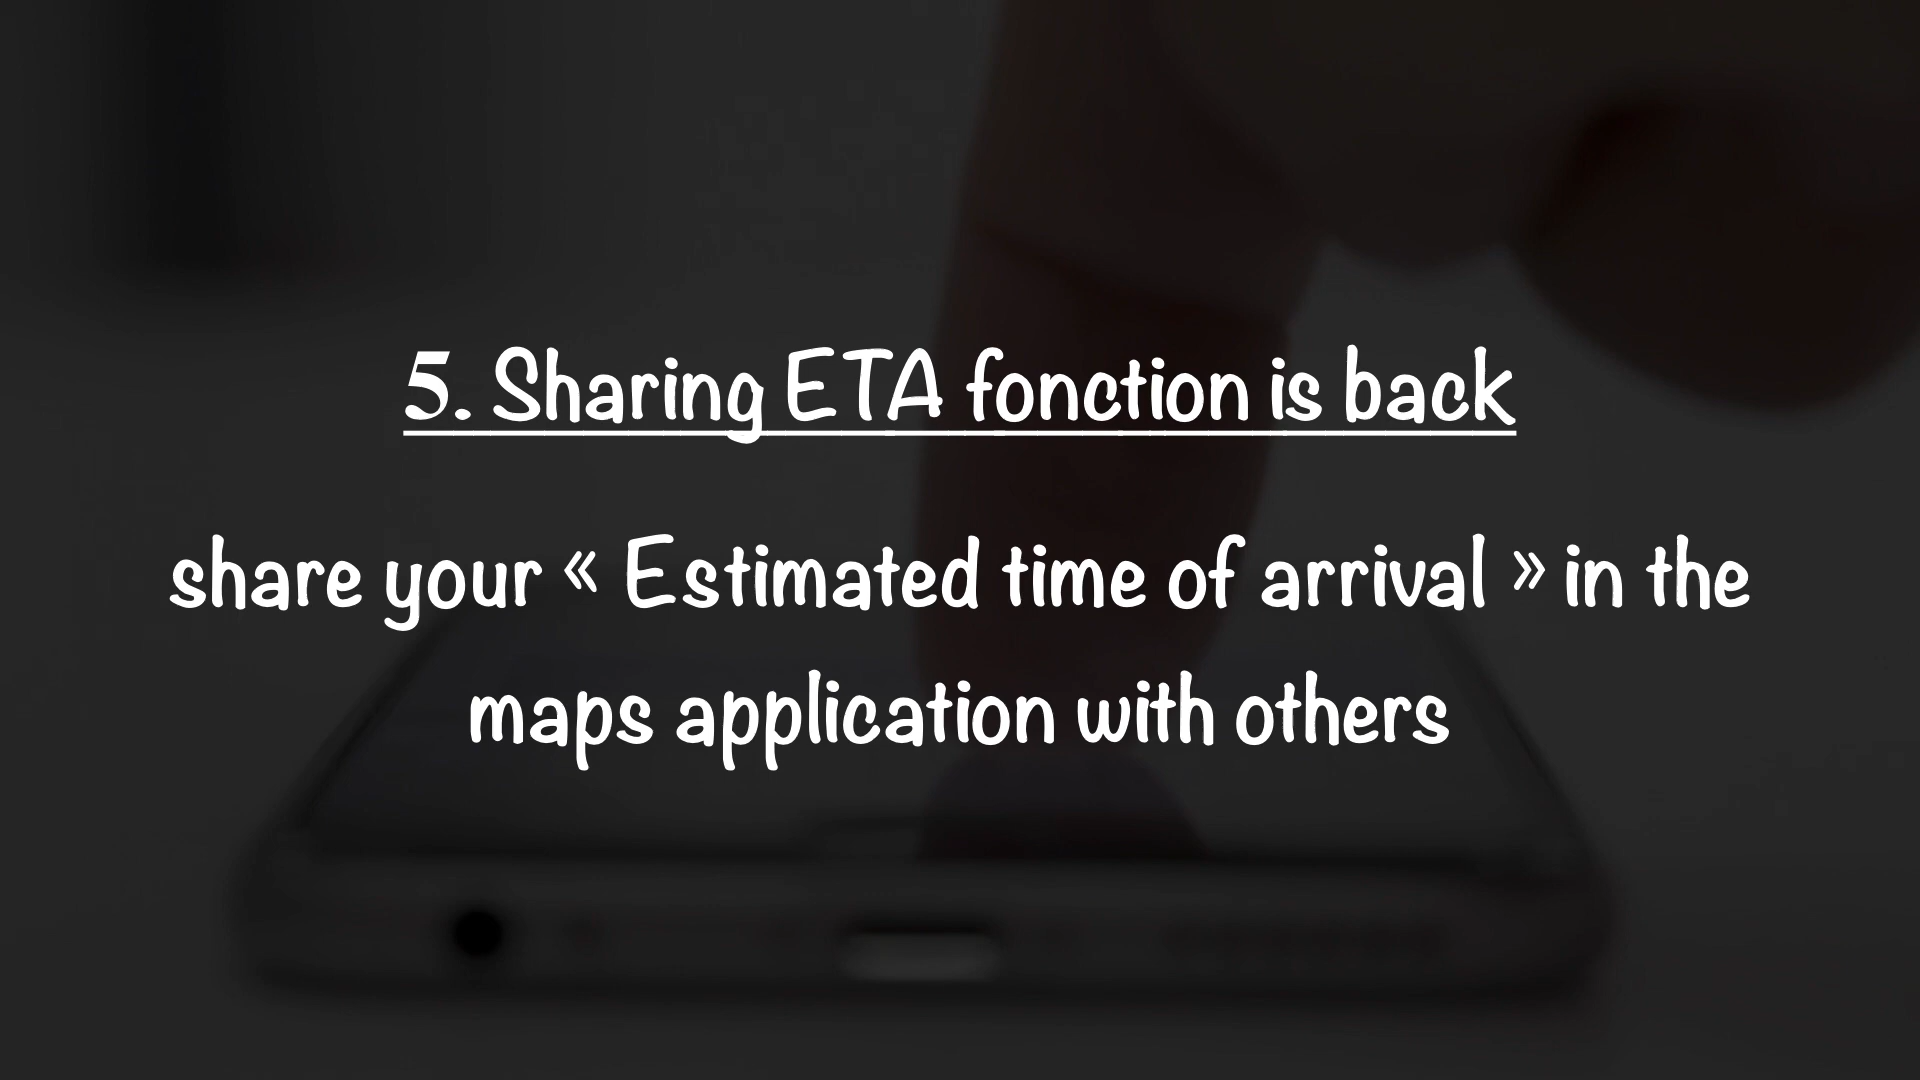 5. Sharing ETA fonction is back
share your « Estimated time of arrival » in the
maps application with others